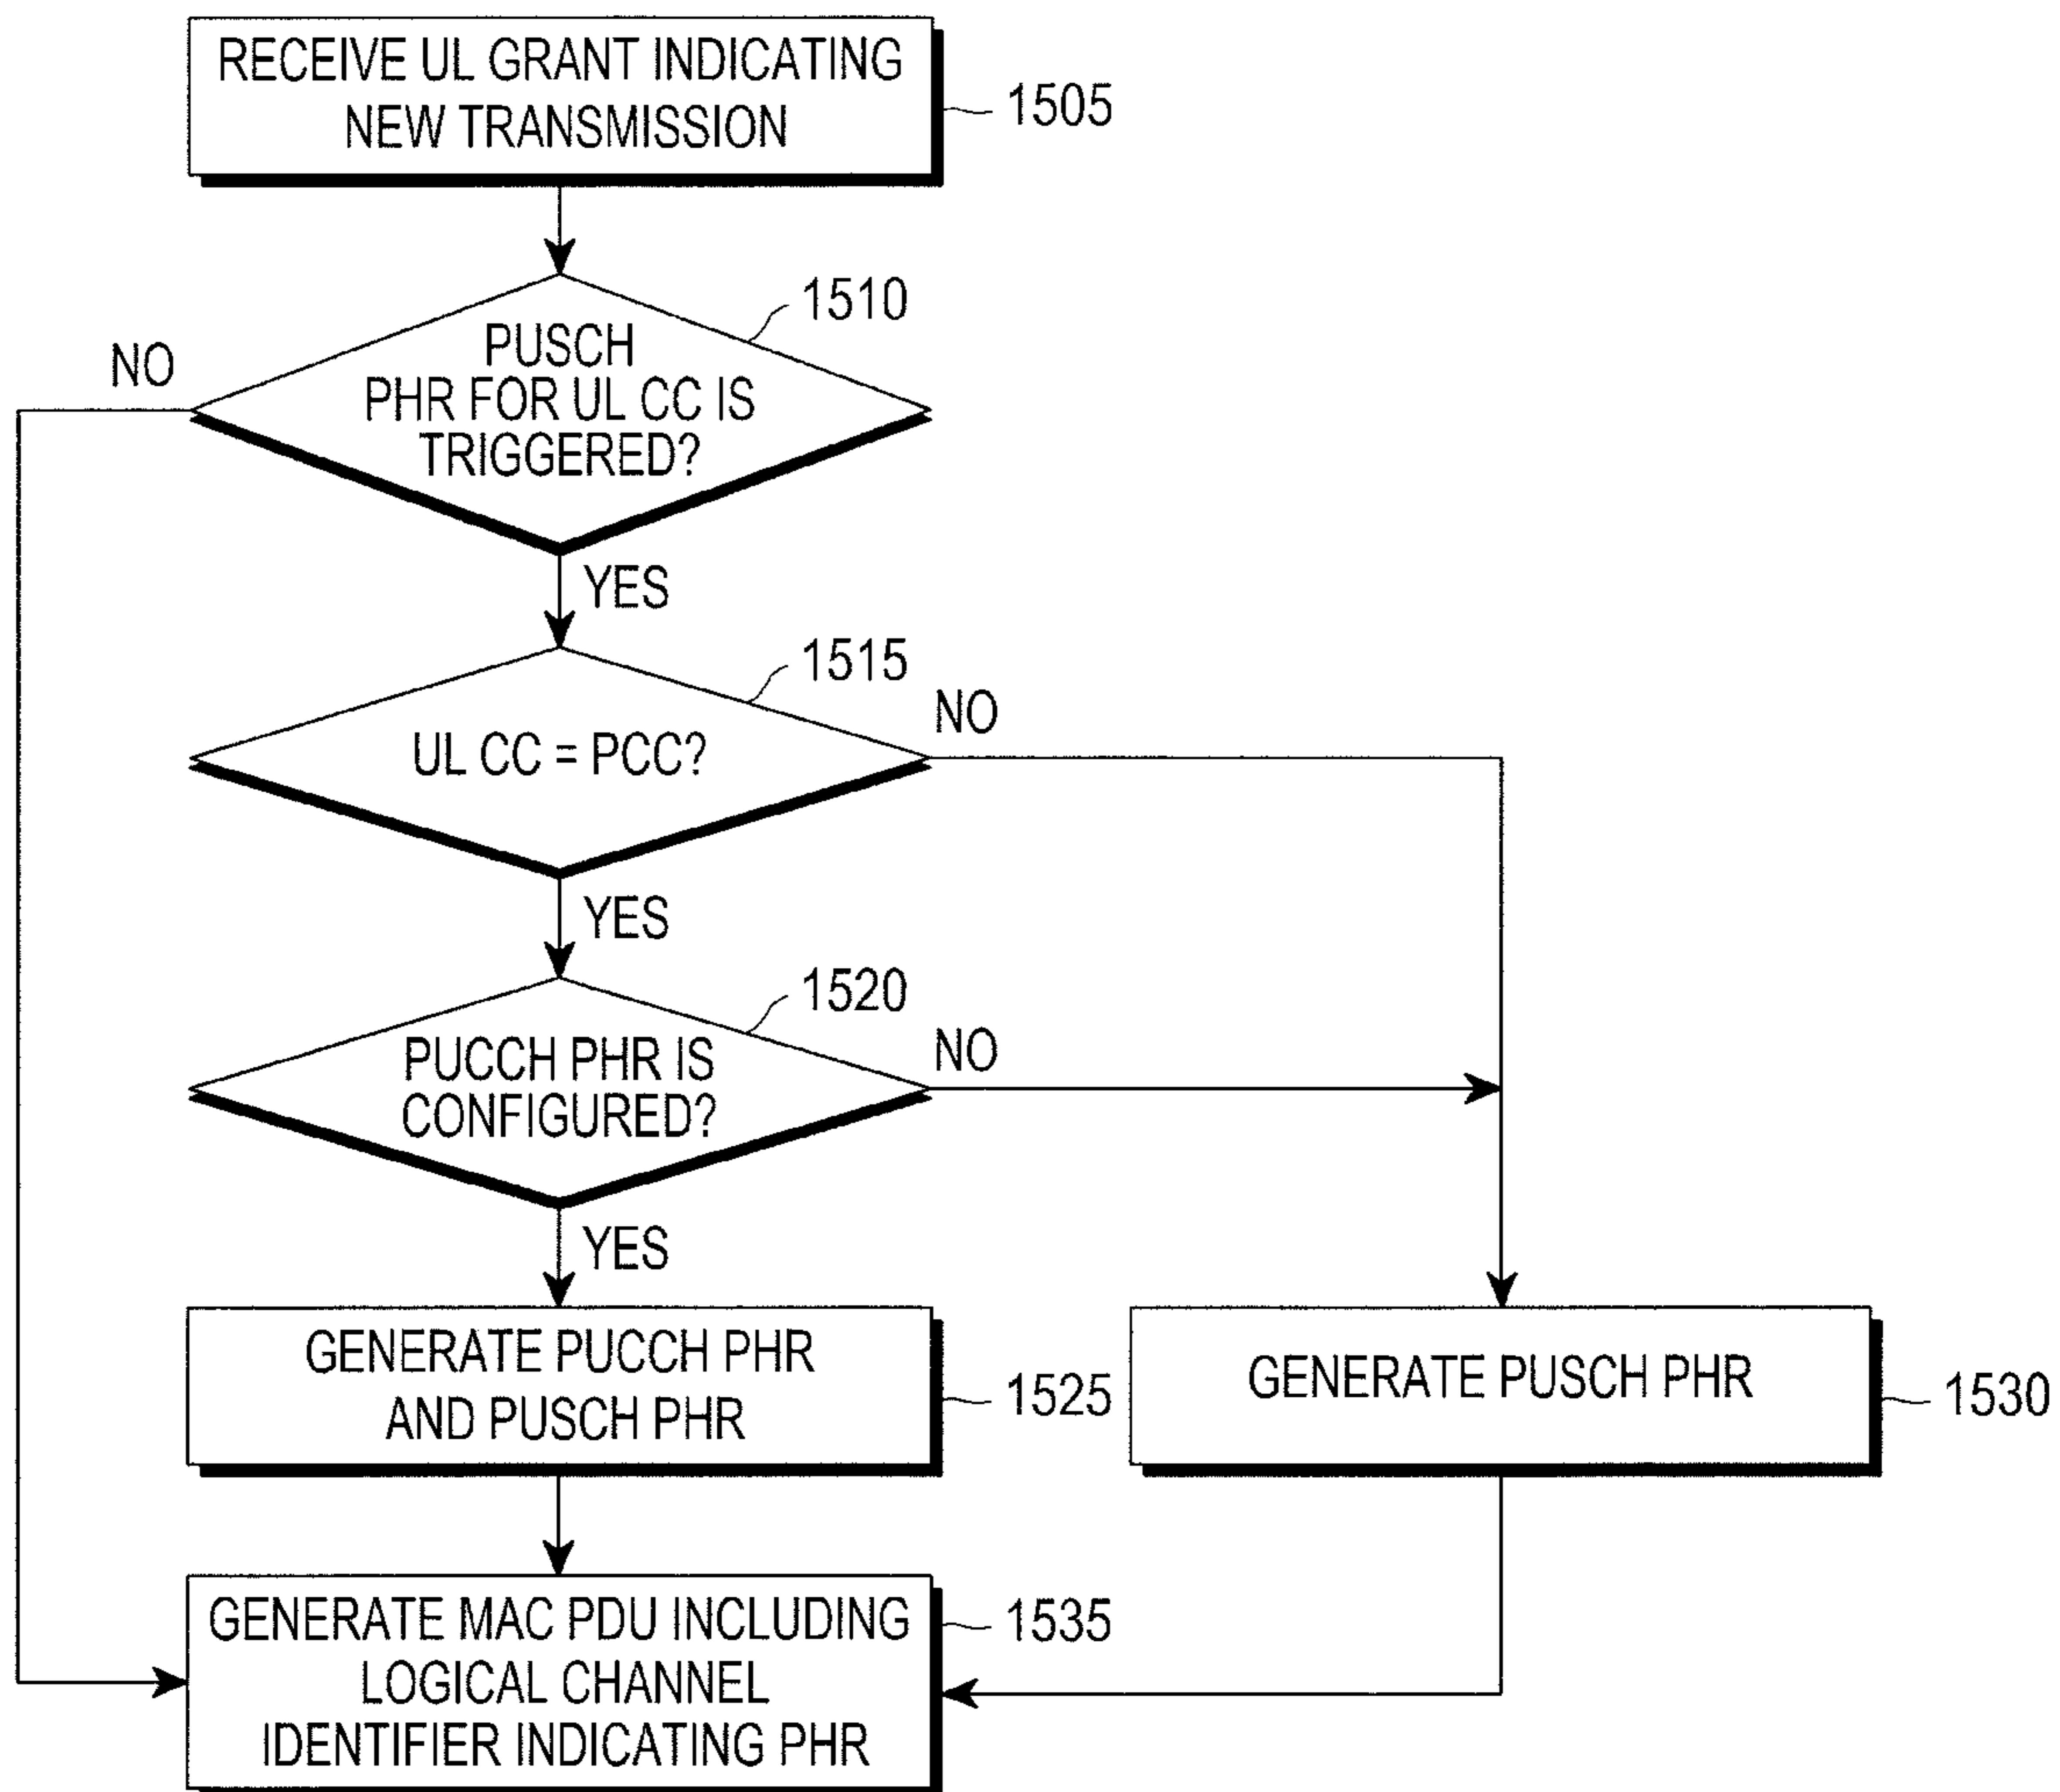 RECEIVE UL GRANT INDICATING
NEW TRANSMISSION
1505
1510
PUSCH
PHR FOR UL CC IS
TRIGGERED?
NO
YES
1515
UL CC = PCC?
NO
YES
1520
PUCCH PHR IS
CONFIGURED?
NO
YES
GENERATE PUCCH PHR
AND PUSCH PHR
1525
GENERATE PUSCH PHR
1530
GENERATE MAC PDU INCLUDING
LOGICAL CHANNEL
IDENTIFIER INDICATING PHR
1535